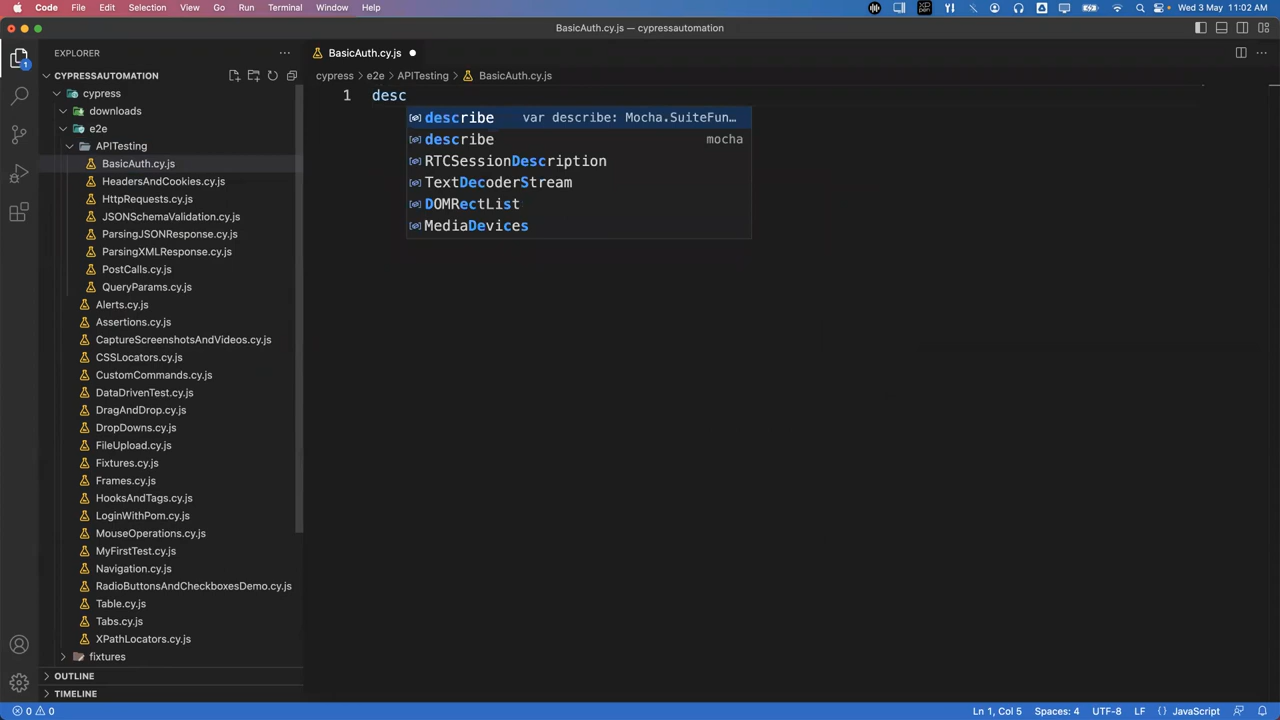 Code File Edit Selection View Go Run Terminal Window Help Wed 3 May 11:02 AM
BasicAuth.cy.js — cypressautomation
EXPLORER
BasicAuth.cy.js
CYPRESSAUTOMATION
cypress > e2e > APITesting > BasicAuth.cy.js
cypress
1 desc
downloads
describe var describe: Mocha.SuiteFun…
e2e
describe mocha
APITesting
RTCSessionDescription
BasicAuth.cy.js
TextDecoderStream
HeadersAndCookies.cy.js
DOMRectList
HttpRequests.cy.js
MediaDevices
JSONSchemaValidation.cy.js
ParsingJSONResponse.cy.js
ParsingXMLResponse.cy.js
PostCalls.cy.js
QueryParams.cy.js
Alerts.cy.js
Assertions.cy.js
CaptureScreenshotsAndVideos.cy.js
CSSLocators.cy.js
CustomCommands.cy.js
DataDrivenTest.cy.js
DragAndDrop.cy.js
DropDowns.cy.js
FileUpload.cy.js
Fixtures.cy.js
Frames.cy.js
HooksAndTags.cy.js
LoginWithPom.cy.js
MouseOperations.cy.js
MyFirstTest.cy.js
Navigation.cy.js
RadioButtonsAndCheckboxesDemo.cy.js
Table.cy.js
Tabs.cy.js
XPathLocators.cy.js
fixtures
OUTLINE
TIMELINE
0 0 Ln 1, Col 5 Spaces: 4 UTF-8 LF {} JavaScript